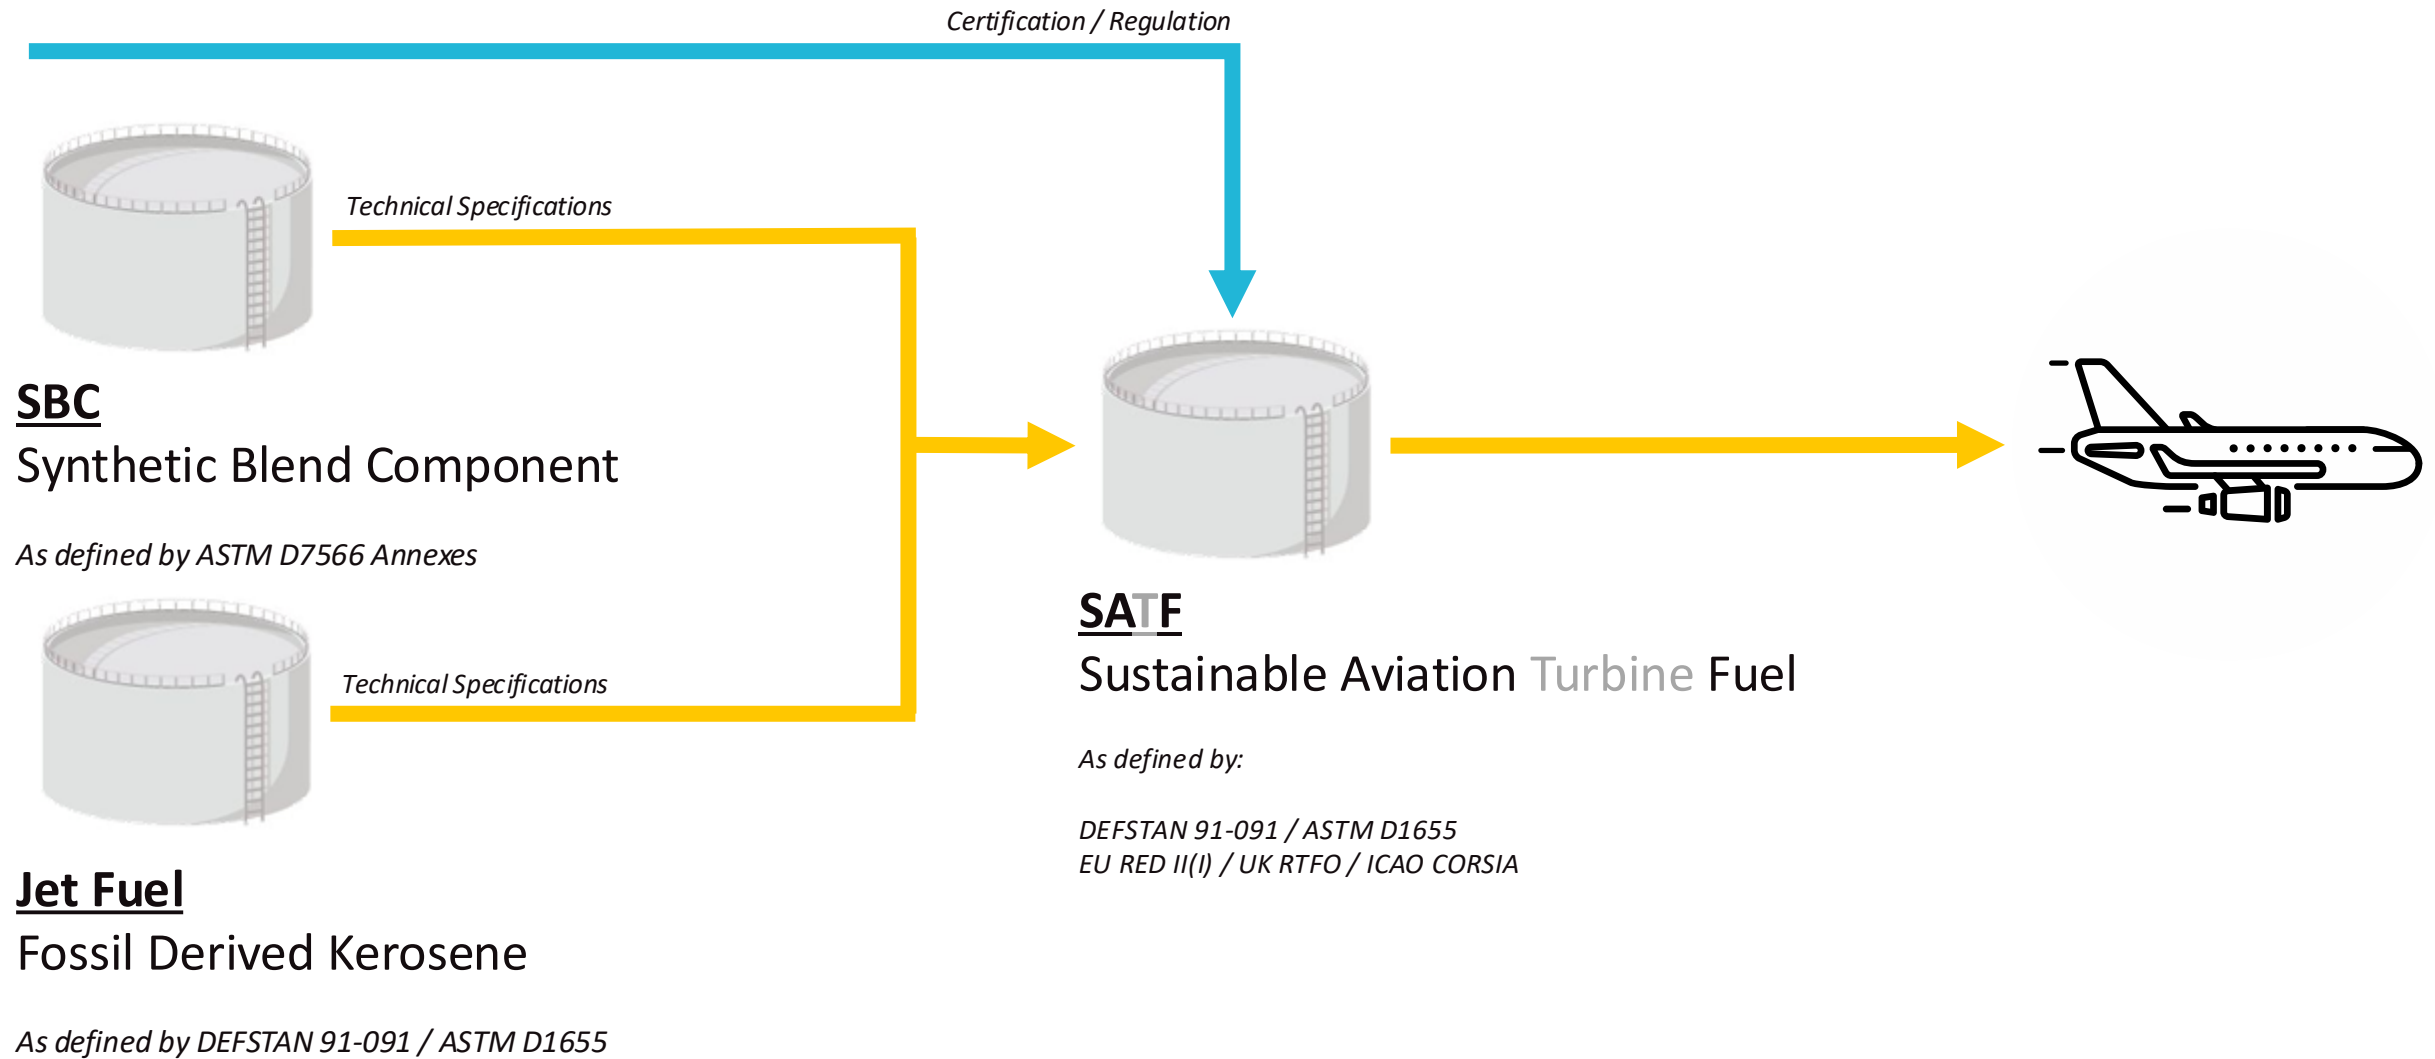 Certification / Regulation
Technical Specifications
SBC
Synthetic Blend Component
As defined by ASTM D7566 Annexes
Technical Specifications
Jet Fuel
Fossil Derived Kerosene
As defined by DEFSTAN 91-091 / ASTM D1655
SATF
Sustainable Aviation Turbine Fuel
As defined by:
DEFSTAN 91-091 / ASTM D1655
EU RED II(I) / UK RTFO / ICAO CORSIA